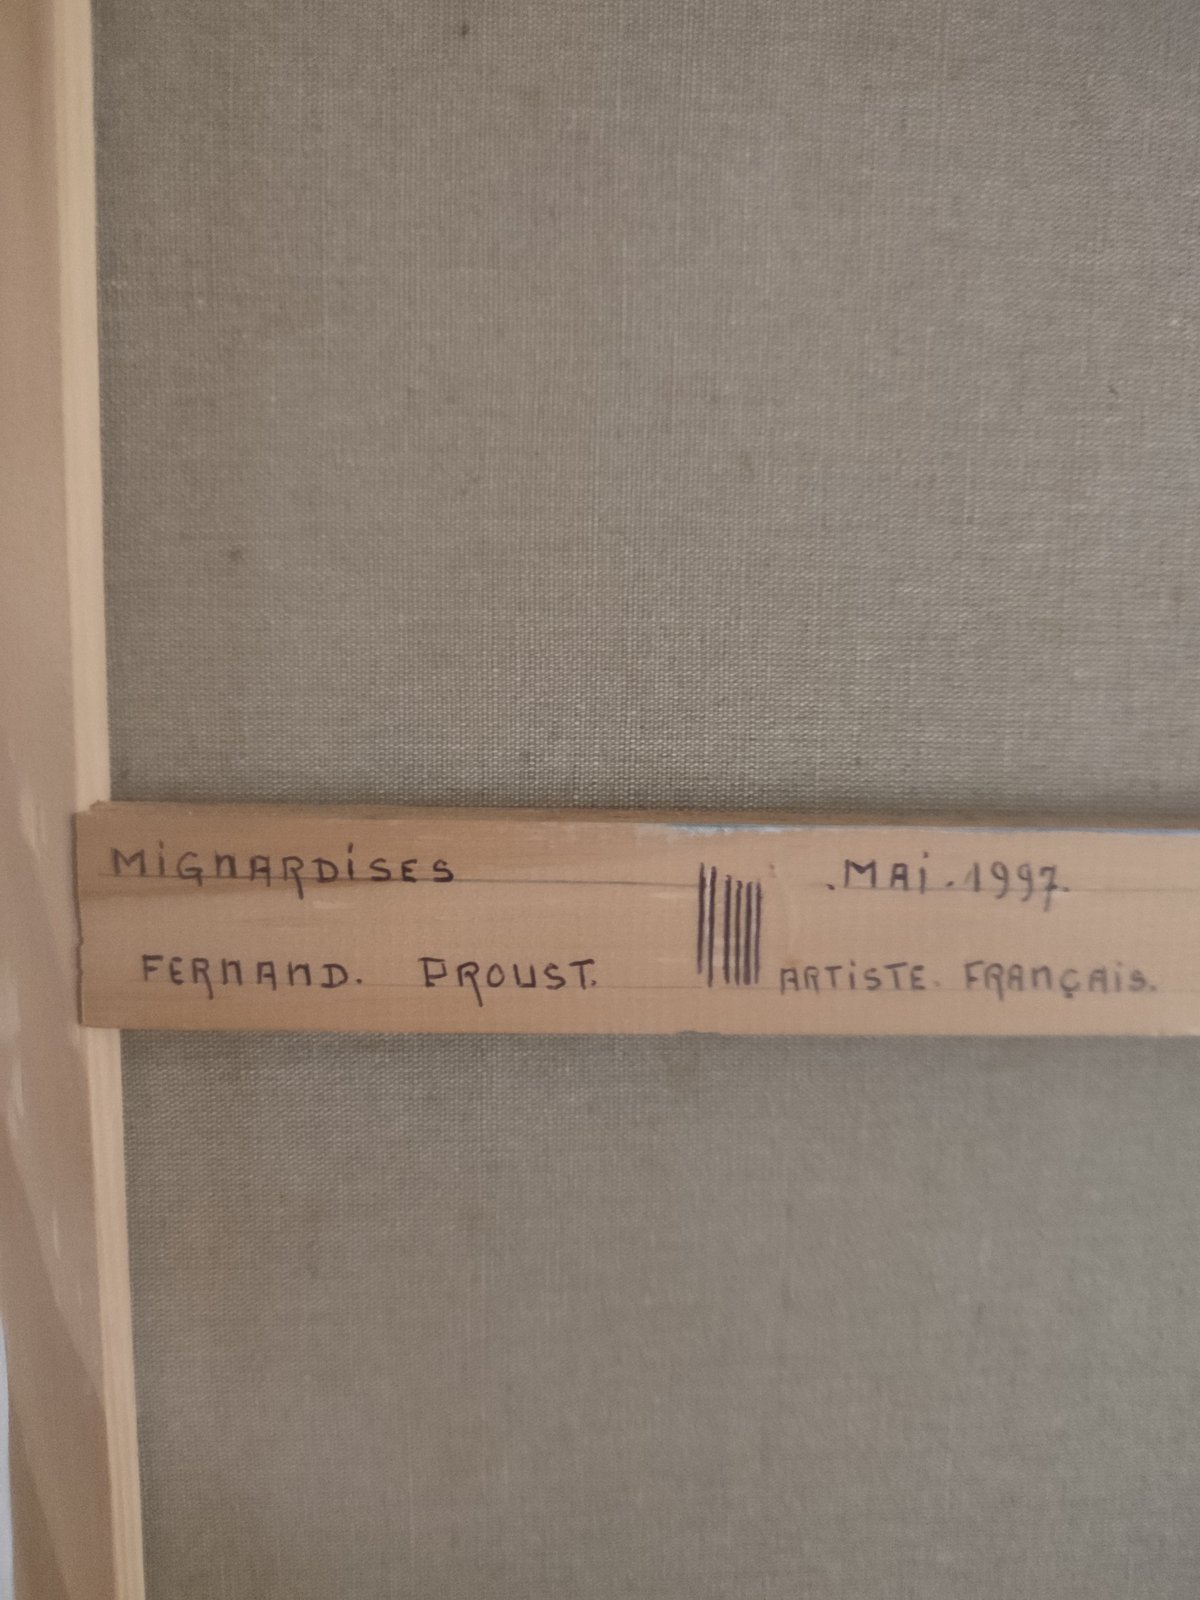 MiGNARDiSES
.MAi.1997.
FERNAND. PROUST.
ARTiSTE. FRANÇAiS.